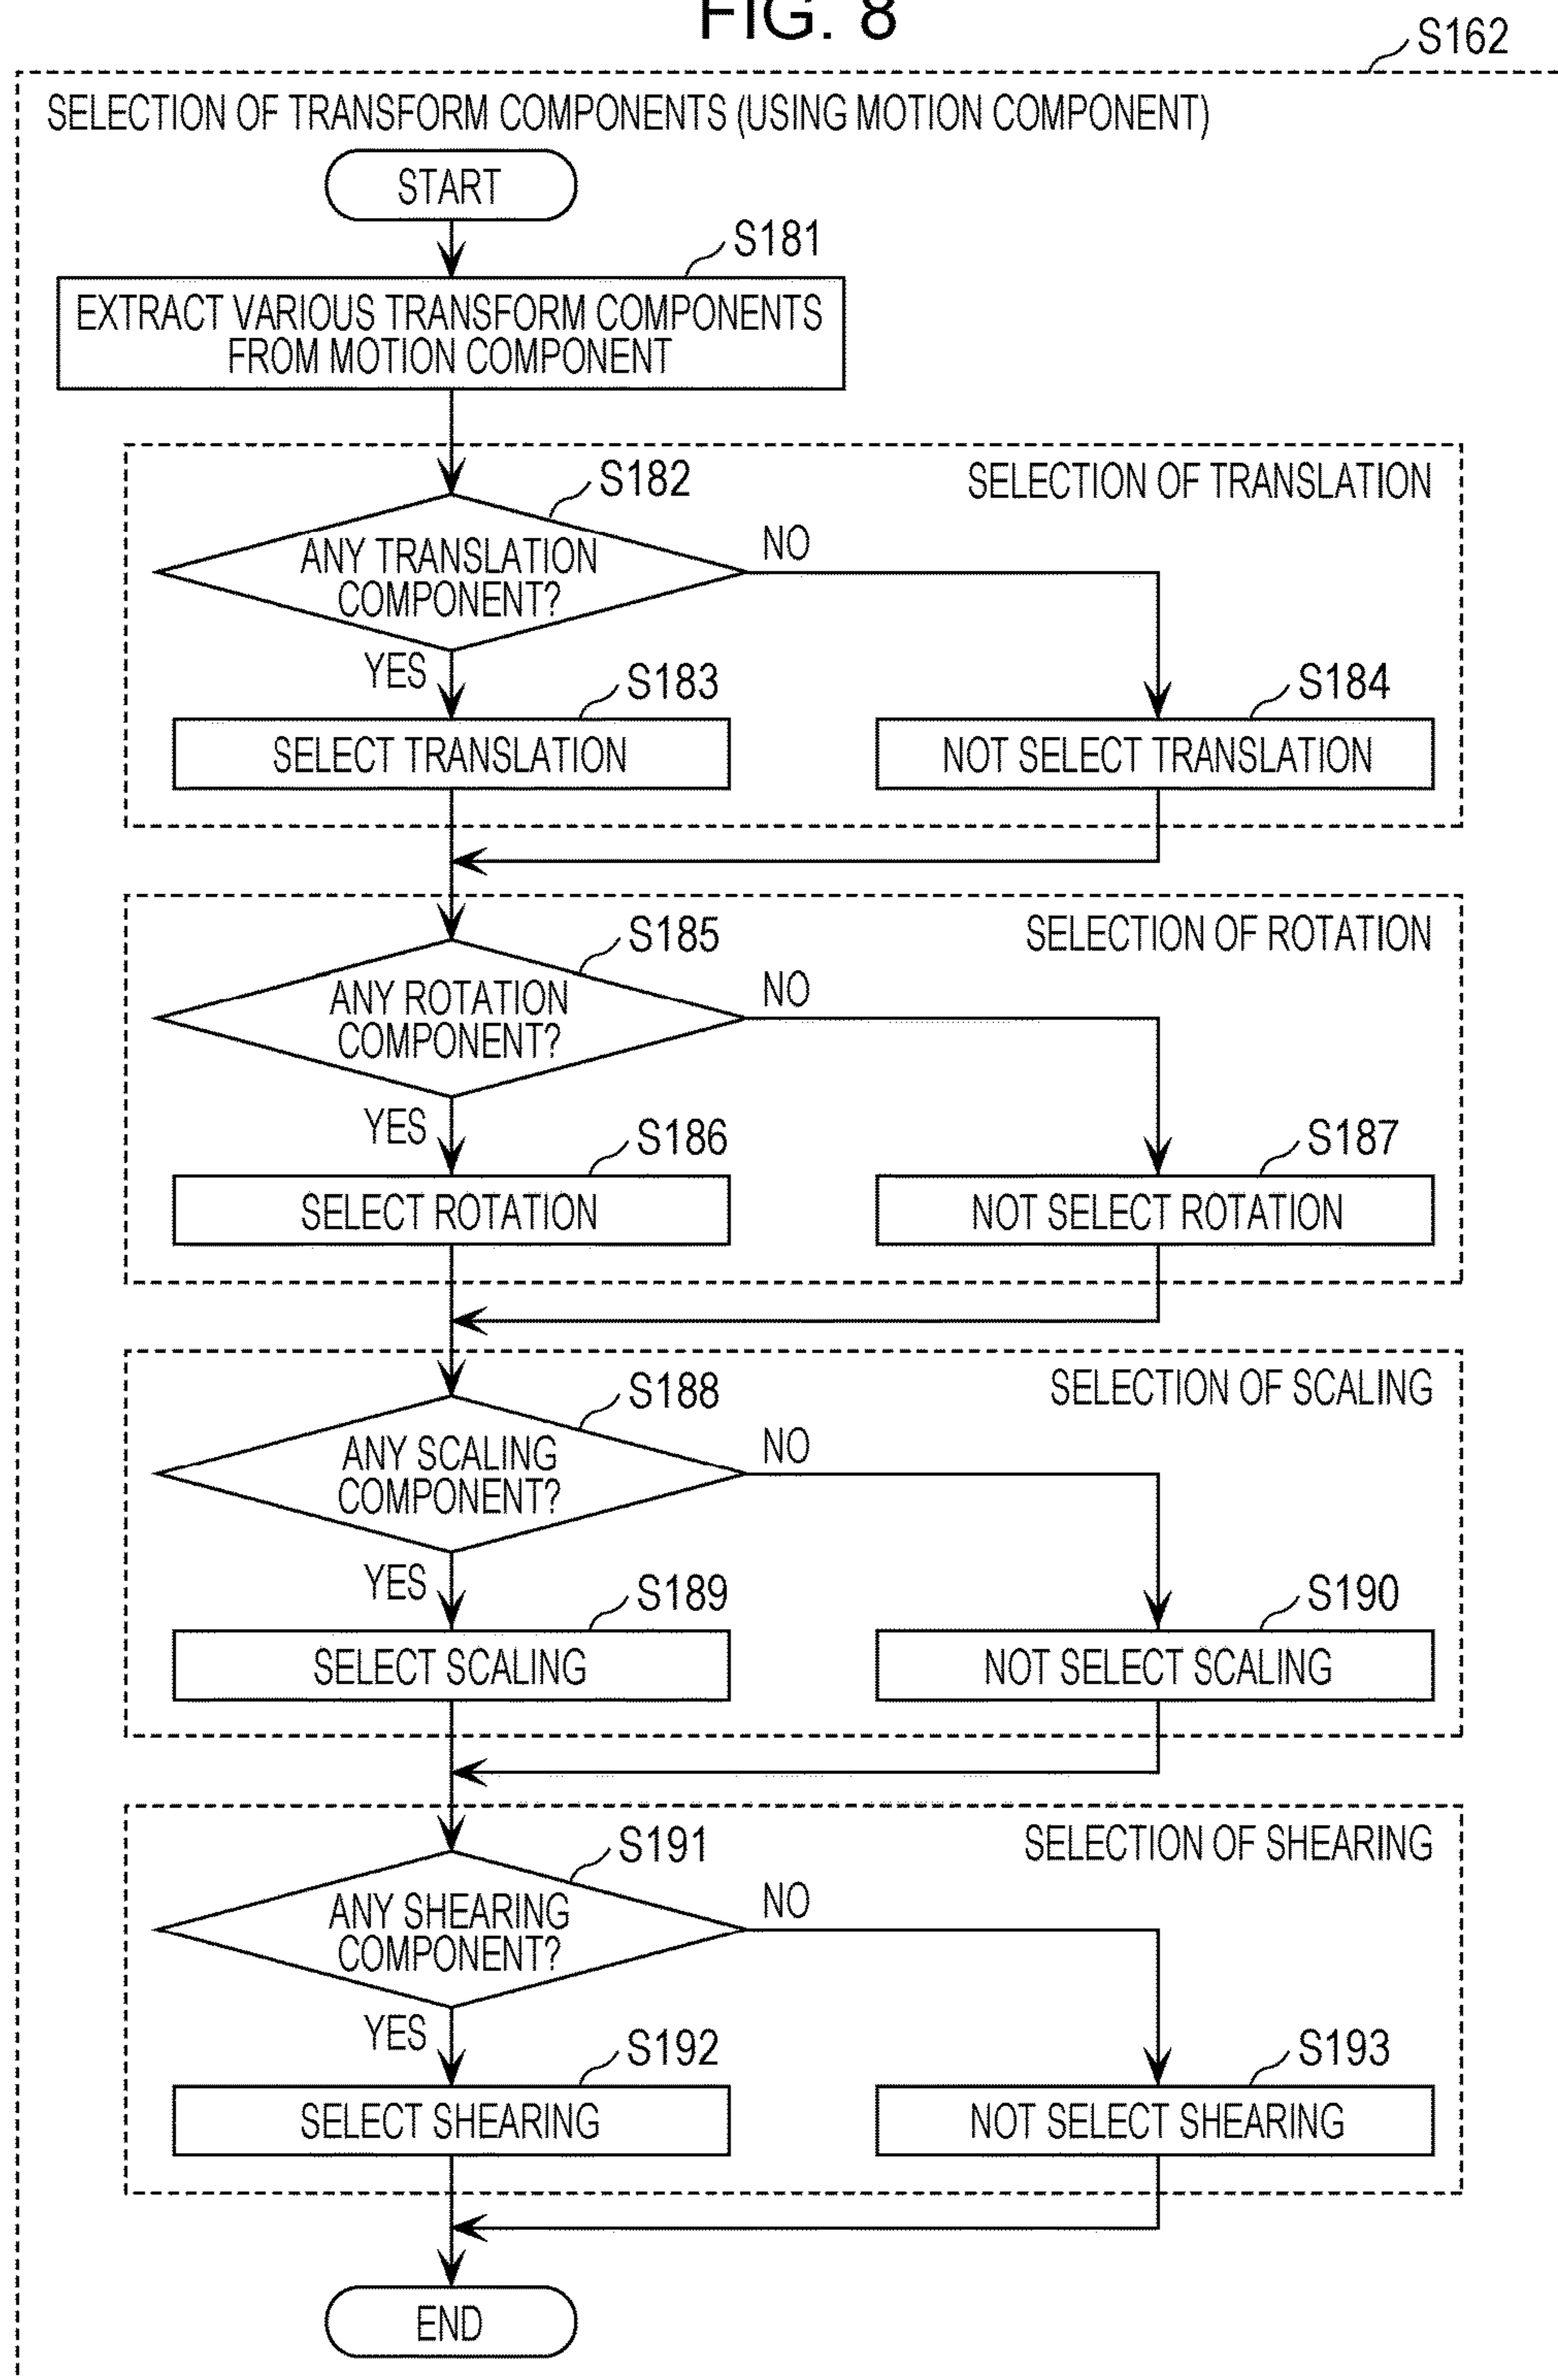 FIG. 8
S162
SELECTION OF TRANSFORM COMPONENTS (USING MOTION COMPONENT)
START
S181
EXTRACT VARIOUS TRANSFORM COMPONENTS
FROM MOTION COMPONENT
SELECTION OF TRANSLATION
S182
ANY TRANSLATION
COMPONENT?
NO
YES
S183
SELECT TRANSLATION
S184
NOT SELECT TRANSLATION
SELECTION OF ROTATION
S185
ANY ROTATION
COMPONENT?
NO
YES
S186
SELECT ROTATION
S187
NOT SELECT ROTATION
SELECTION OF SCALING
S188
ANY SCALING
COMPONENT?
NO
YES
S189
SELECT SCALING
S190
NOT SELECT SCALING
SELECTION OF SHEARING
S191
ANY SHEARING
COMPONENT?
NO
YES
S192
SELECT SHEARING
S193
NOT SELECT SHEARING
END